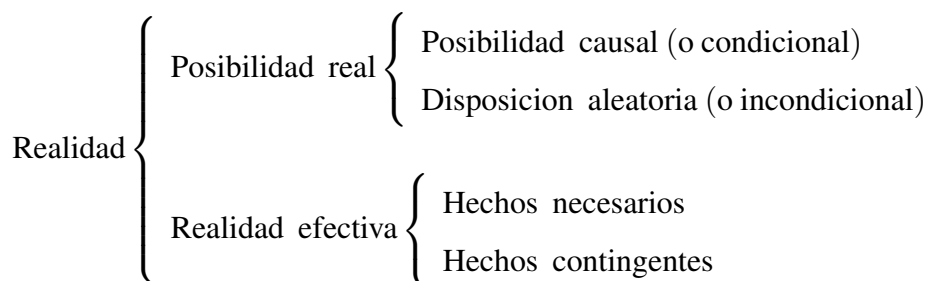 Posibilidad causal (o condicional)
Posibilidad real
Disposicion aleatoria (o incondicional)
Realidad
Hechos necesarios
Realidad efectiva
Hechos contingentes